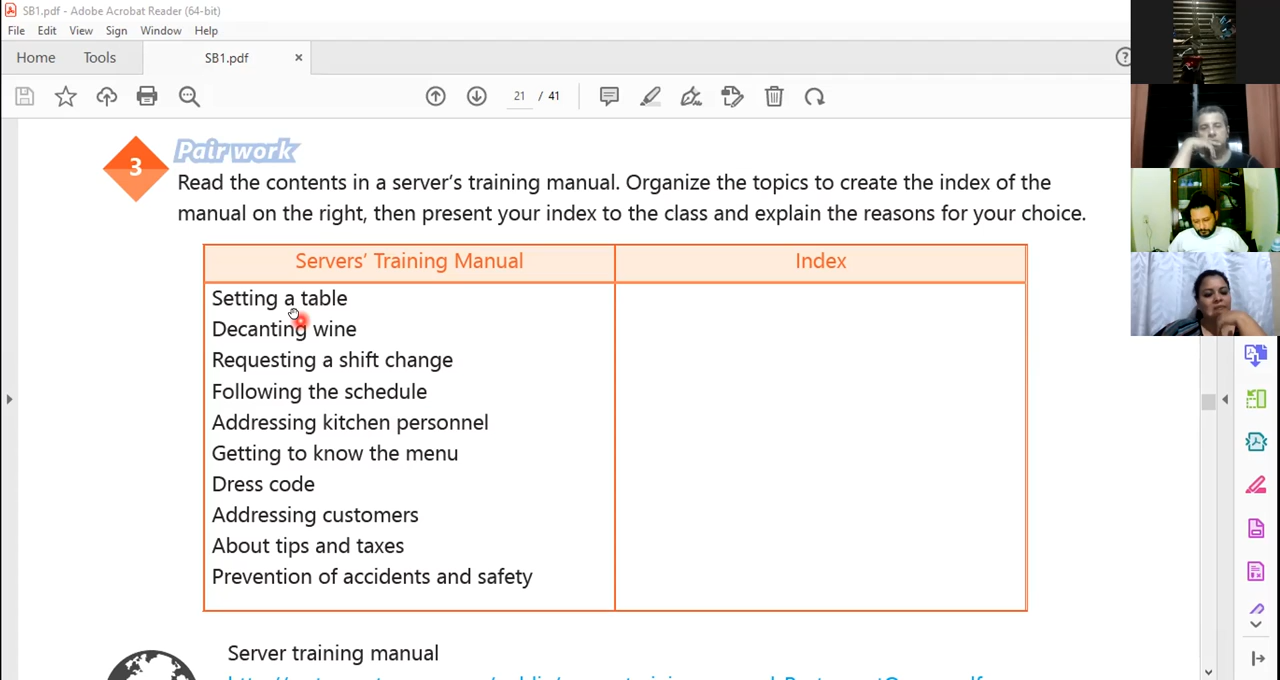 SB1.pdf - Adobe Acrobat Reader (64-bit)
File Edit View Sign Window Help
Home Tools SB1.pdf ×
21 / 41
3 Pair work
Read the contents in a server's training manual. Organize the topics to create the index of the
manual on the right, then present your index to the class and explain the reasons for your choice.
Servers' Training Manual Index
Setting a table
Decanting wine
Requesting a shift change
Following the schedule
Addressing kitchen personnel
Getting to know the menu
Dress code
Addressing customers
About tips and taxes
Prevention of accidents and safety
Server training manual